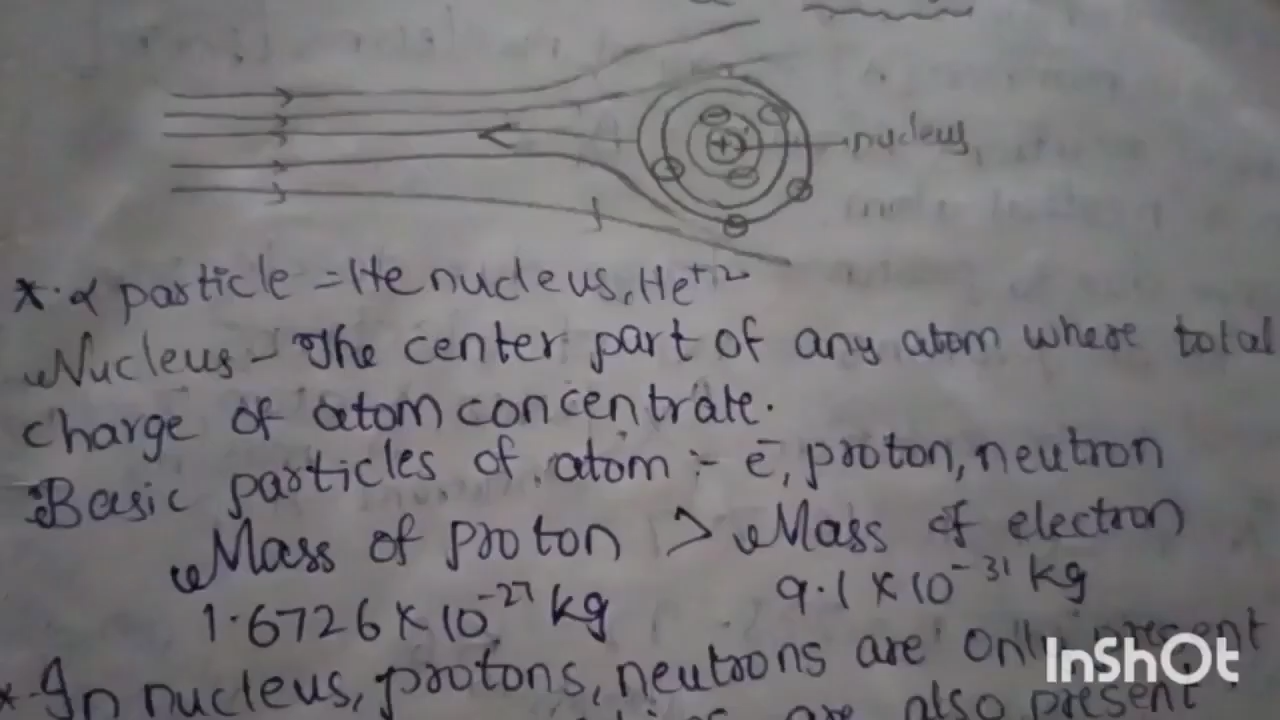 nucleus
* α particle = He nucleus, He⁺²
Nucleus - The center part of any atom where total
charge of atom concentrate.
Basic particles of atom :- e̅, proton, neutron
Mass of proton > Mass of electron
1.6726 × 10⁻²⁷ kg 9.1 × 10⁻³¹ kg
* In nucleus, protons, neutrons are only present
are also present
InShOt